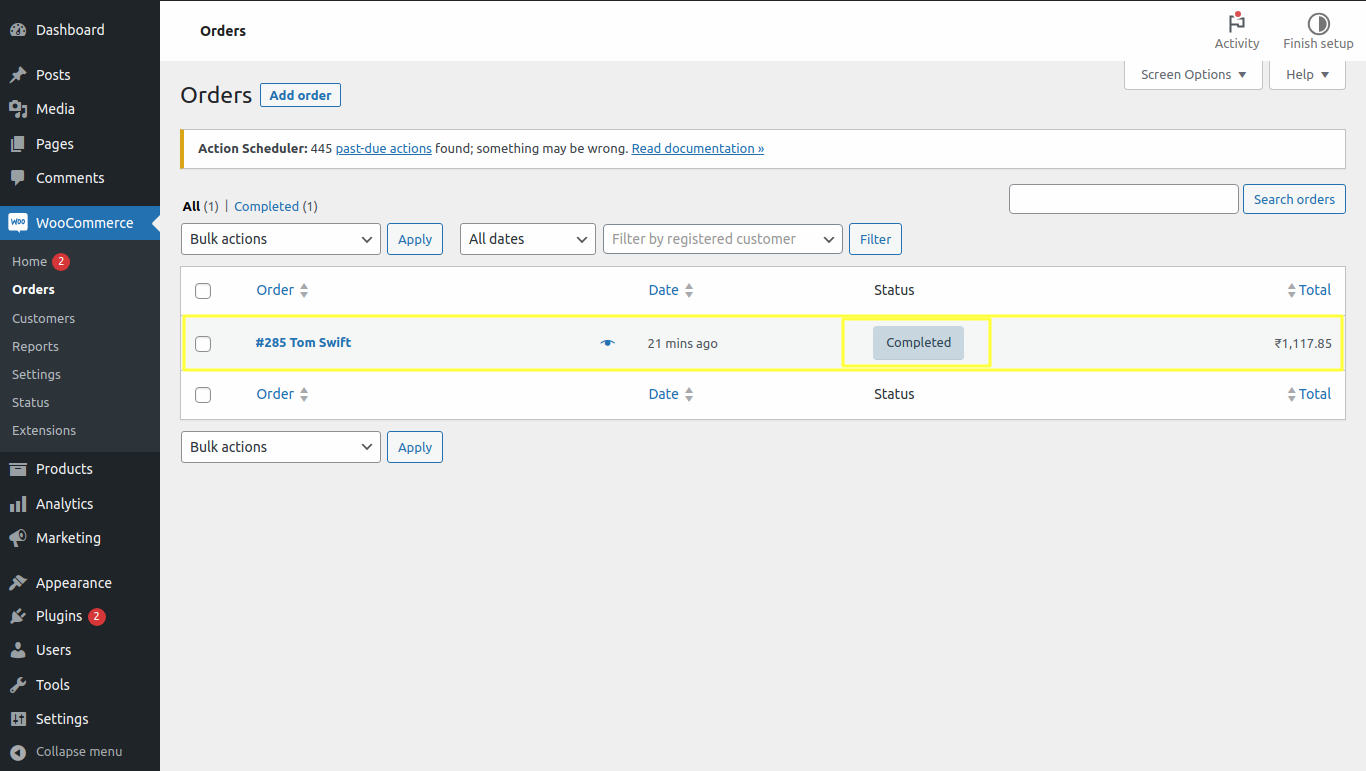 Dashboard
Posts
Media
Pages
Comments
Woo WooCommerce
Home 2
Orders
Customers
Reports
Settings
Status
Extensions
Products
Analytics
Marketing
Appearance
Plugins 2
Users
Tools
Settings
Collapse menu
Orders
Activity
Finish setup
Screen Options
Help
Orders Add order
Action Scheduler: 445 past-due actions found; something may be wrong. Read documentation »
All (1) | Completed (1)
Search orders
Bulk actions Apply All dates Filter by registered customer Filter
Order Date Status Total
#285 Tom Swift 21 mins ago Completed ₹1,117.85
Order Date Status Total
Bulk actions Apply